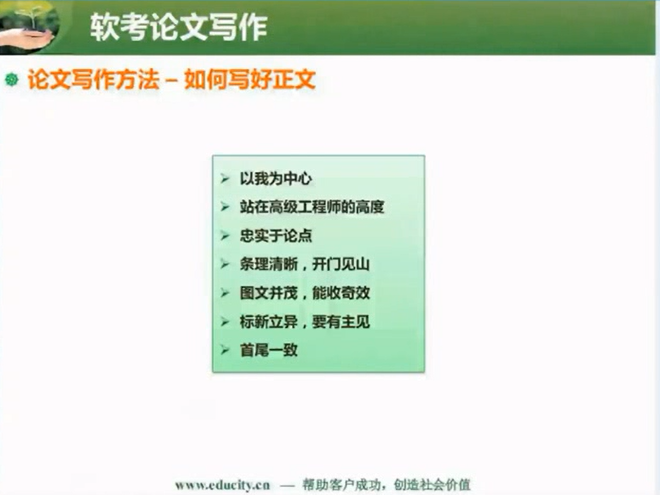 软考论文写作
论文写作方法 – 如何写好正文
以我为中心
站在高级工程师的高度
忠实于论点
条理清晰，开门见山
图文并茂，能收奇效
标新立异，要有主见
首尾一致
www.educity.cn — 帮助客户成功，创造社会价值